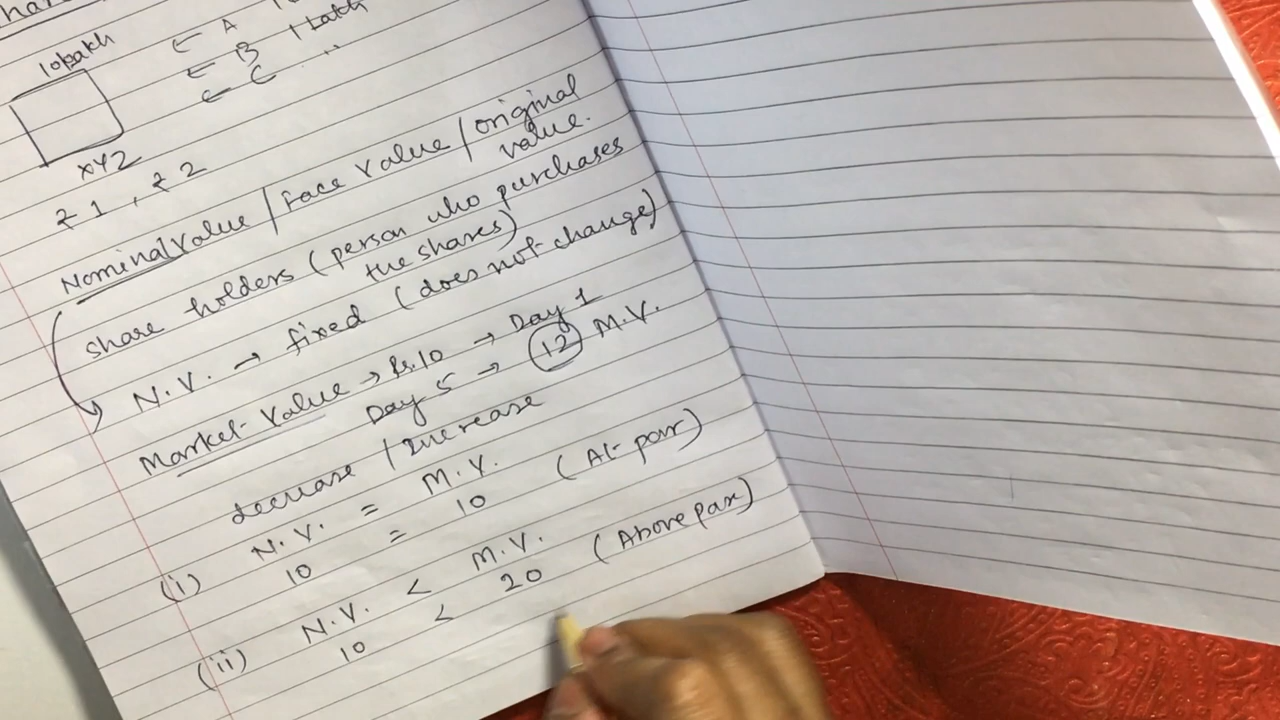 10 lakh
← A
← B 1 lakh
← C "
XYZ
₹ 1, ₹ 2
Nominal Value / Face Value / original value.
share holders (person who purchases the shares)
N.V. → fixed (does not change)
Market Value → Rs.10 → Day 1
Day 5 → 12 M.V.
decrease / Increase
(i) N.V. = M.V.
10 = 10 (At par)
(ii) N.V. < M.V.
10 < 20 (Above par)